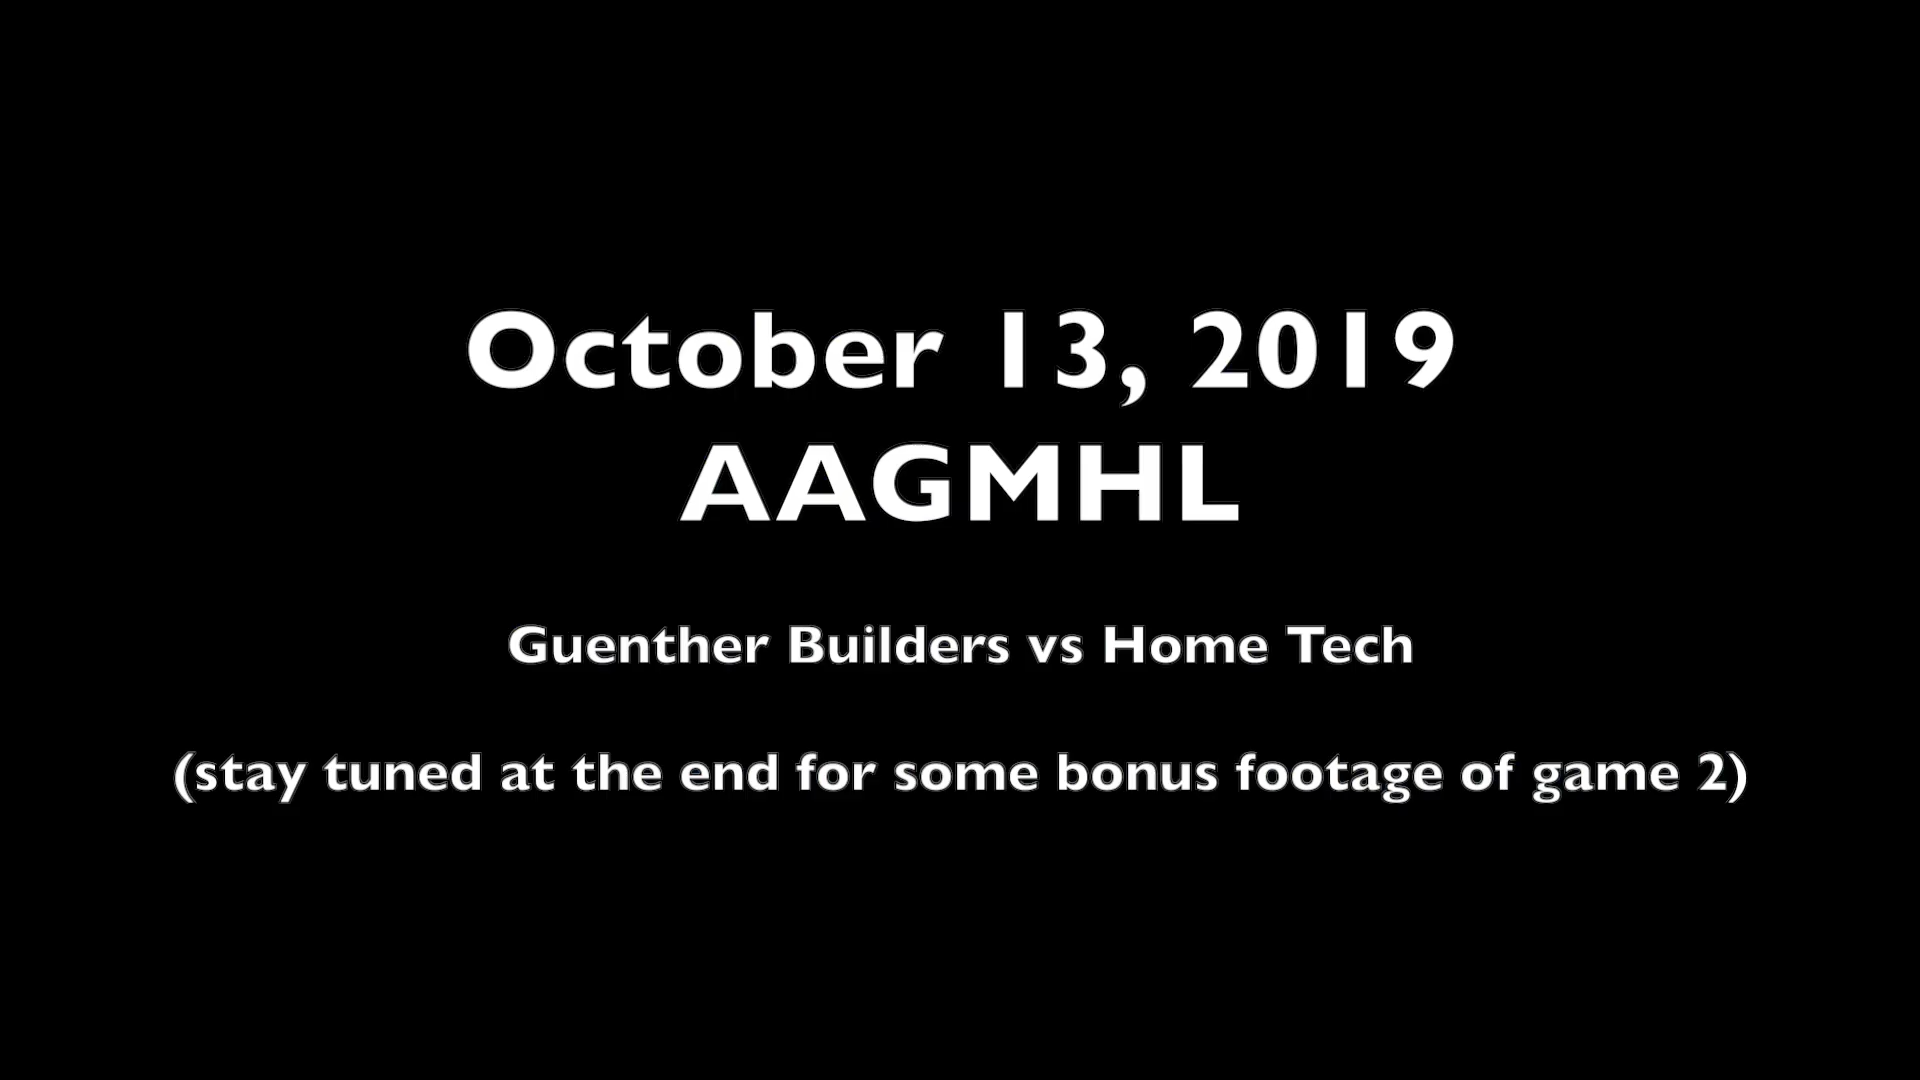 October 13, 2019
AAGMHL
Guenther Builders vs Home Tech
(stay tuned at the end for some bonus footage of game 2)